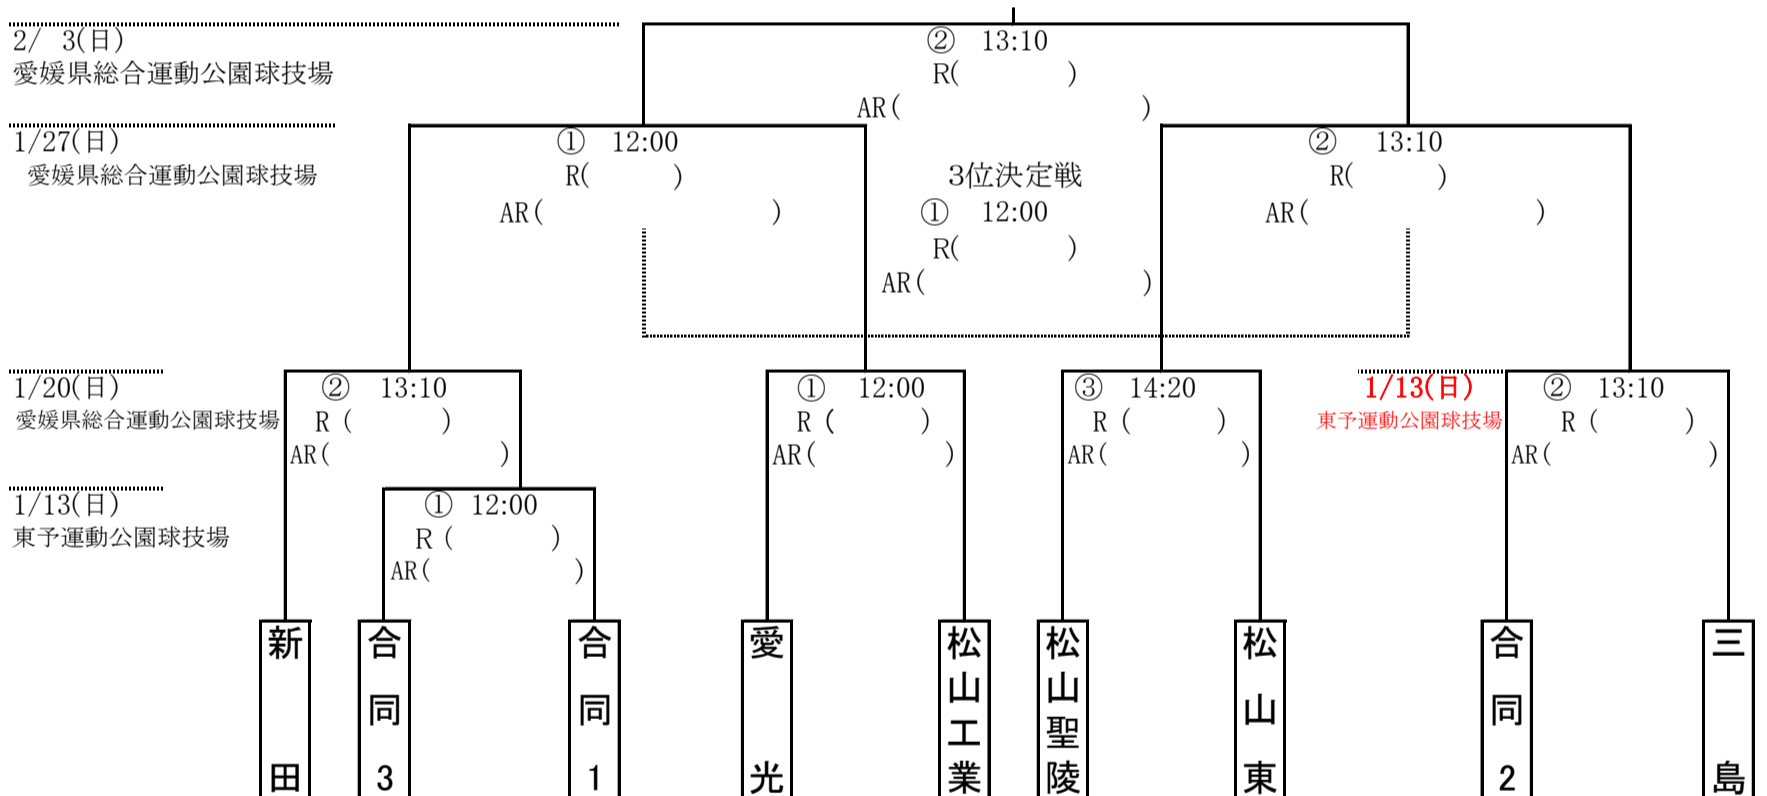 2/ 3(日)
愛媛県総合運動公園球技場
② 13:10
R( )
AR( )
1/27(日)
愛媛県総合運動公園球技場
① 12:00
R( )
AR( )
3位決定戦
① 12:00
R( )
AR( )
② 13:10
R( )
AR( )
1/20(日)
愛媛県総合運動公園球技場
② 13:10
R ( )
AR( )
① 12:00
R ( )
AR( )
③ 14:20
R ( )
AR( )
1/13(日)
東予運動公園球技場
② 13:10
R ( )
AR( )
1/13(日)
東予運動公園球技場
① 12:00
R ( )
AR( )
新田
合同3
合同1
愛光
松山工業
松山聖陵
松山東
合同2
三島